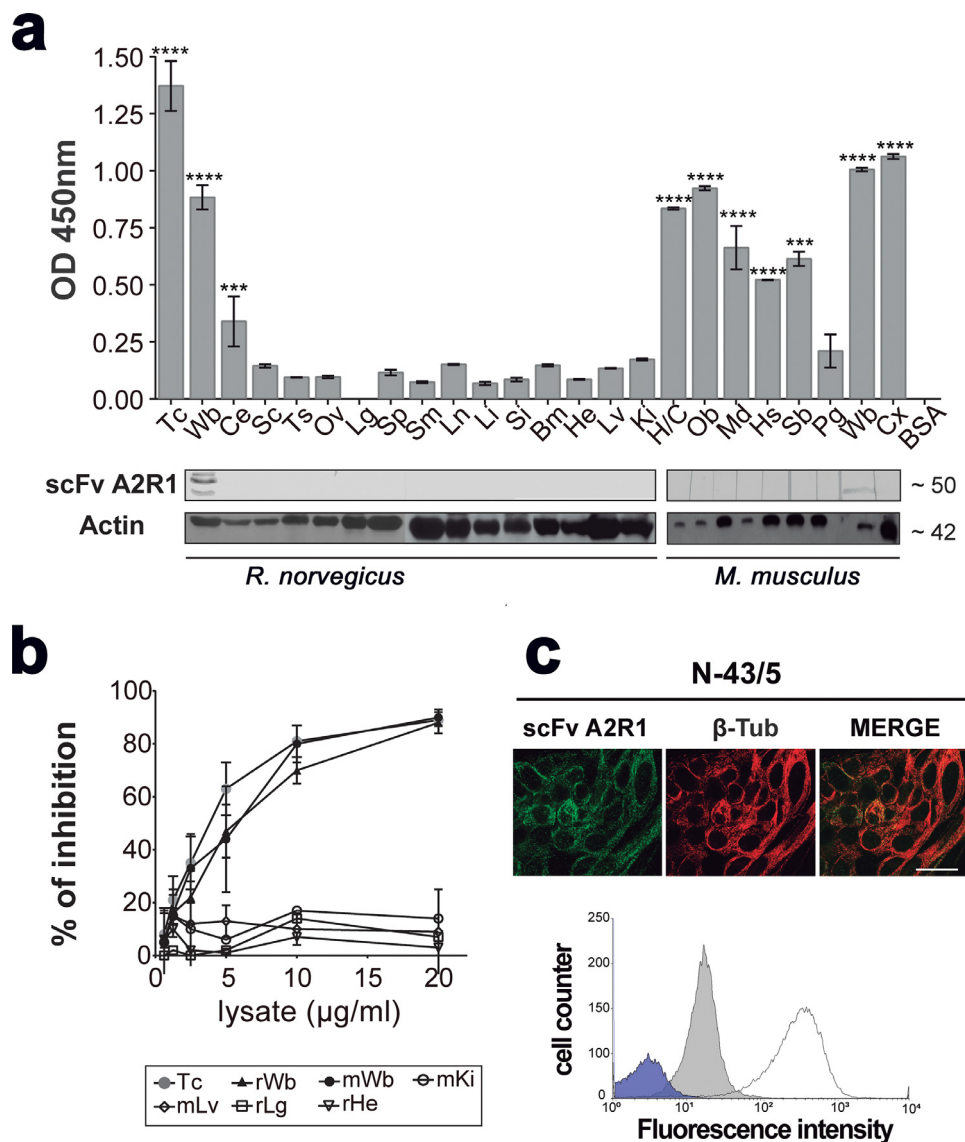 a
OD 450nm
1.50
1.25
1.00
0.75
0.50
0.25
0.00
**** **** *** **** **** **** **** *** **** ****
Tc Wb Ce Sc Ts Ov Lg Sp Sm Ln Li Si Bm He Lv Ki H/C Ob Md Hs Sb Pg Wb Cx BSA
scFv A2R1 ~ 50
Actin ~ 42
R. norvegicus M. musculus
b
% of inhibition
100
80
60
40
20
0
0 5 10 15 20
lysate (µg/ml)
Tc rWb mWb mKi
mLv rLg rHe
c
N-43/5
scFv A2R1 β-Tub MERGE
cell counter
250
200
150
100
0
10⁰ 10¹ 10² 10³ 10⁴
Fluorescence intensity